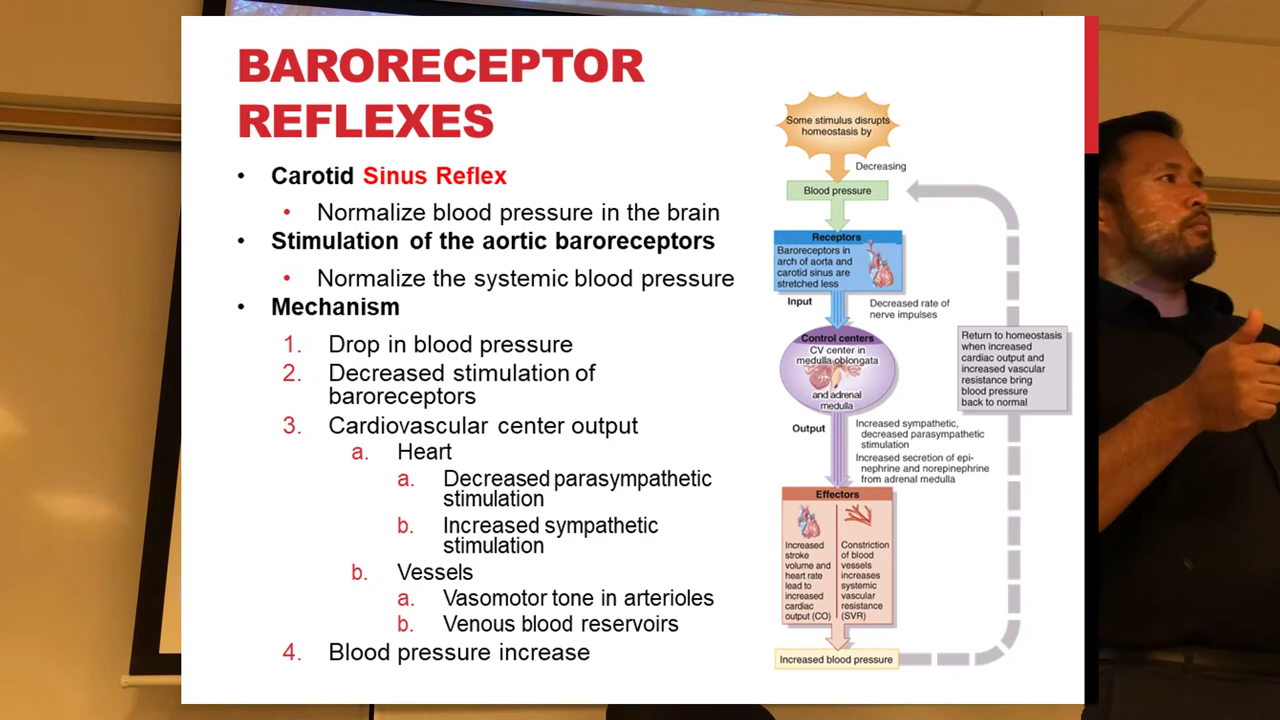 BARORECEPTOR
REFLEXES
• Carotid Sinus Reflex
• Normalize blood pressure in the brain
• Stimulation of the aortic baroreceptors
• Normalize the systemic blood pressure
• Mechanism
1. Drop in blood pressure
2. Decreased stimulation of
baroreceptors
3. Cardiovascular center output
a. Heart
a. Decreased parasympathetic
stimulation
b. Increased sympathetic
stimulation
b. Vessels
a. Vasomotor tone in arterioles
b. Venous blood reservoirs
4. Blood pressure increase
Some stimulus disrupts
homeostasis by
Decreasing
Blood pressure
Receptors
Baroreceptors in
arch of aorta and
carotid sinus are
stretched less
Input
Decreased rate of
nerve impulses
Control centers
CV center in
medulla oblongata
and adrenal
medulla
Output
Increased sympathetic,
decreased parasympathetic
stimulation
Increased secretion of epi-
nephrine and norepinephrine
from adrenal medulla
Effectors
Increased
stroke
volume and
heart rate
lead to
increased
cardiac
output (CO)
Constriction
of blood
vessels
increases
systemic
vascular
resistance
(SVR)
Increased blood pressure
Return to homeostasis
when increased
cardiac output and
increased vascular
resistance bring
blood pressure
back to normal